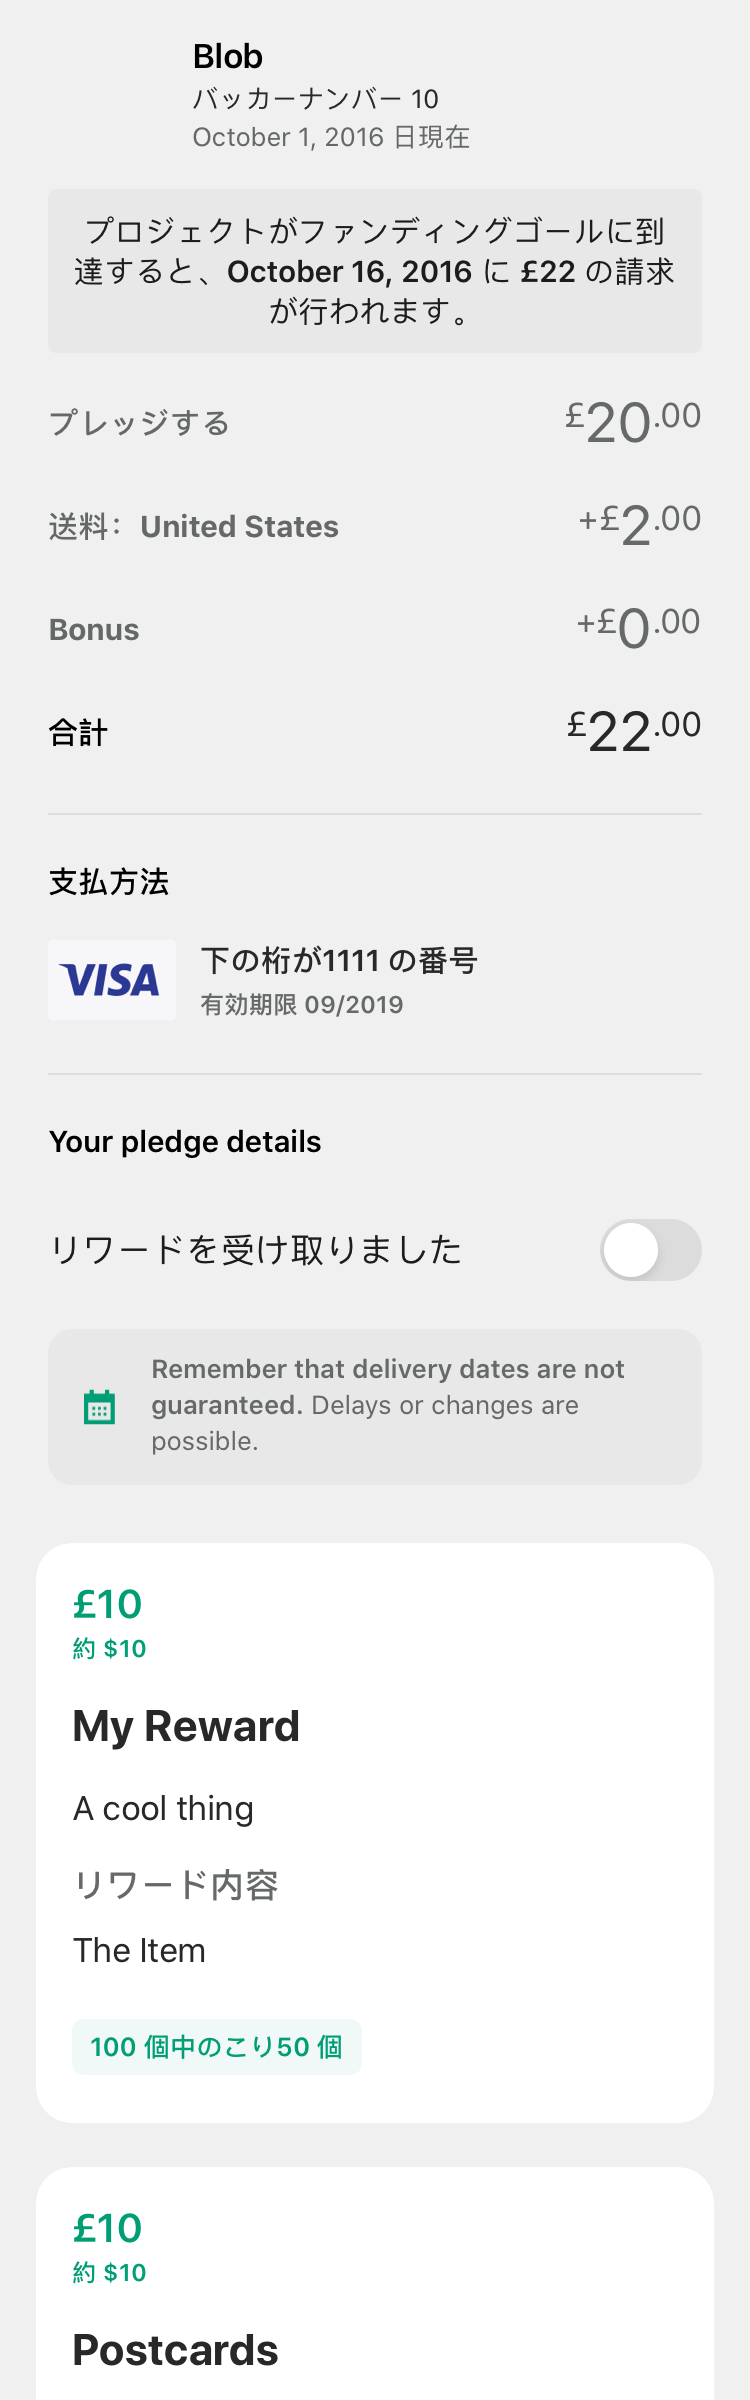 Blob
バッカーナンバー 10
October 1, 2016 日現在
プロジェクトがファンディングゴールに到
達すると、October 16, 2016 に £22 の請求
が行われます。
プレッジする £20.00
送料： United States +£2.00
Bonus +£0.00
合計 £22.00
支払方法
VISA
下の桁が1111 の番号
有効期限 09/2019
Your pledge details
リワードを受け取りました
Remember that delivery dates are not
guaranteed. Delays or changes are
possible.
£10
約 $10
My Reward
A cool thing
リワード内容
The Item
100 個中のこり50 個
£10
約 $10
Postcards